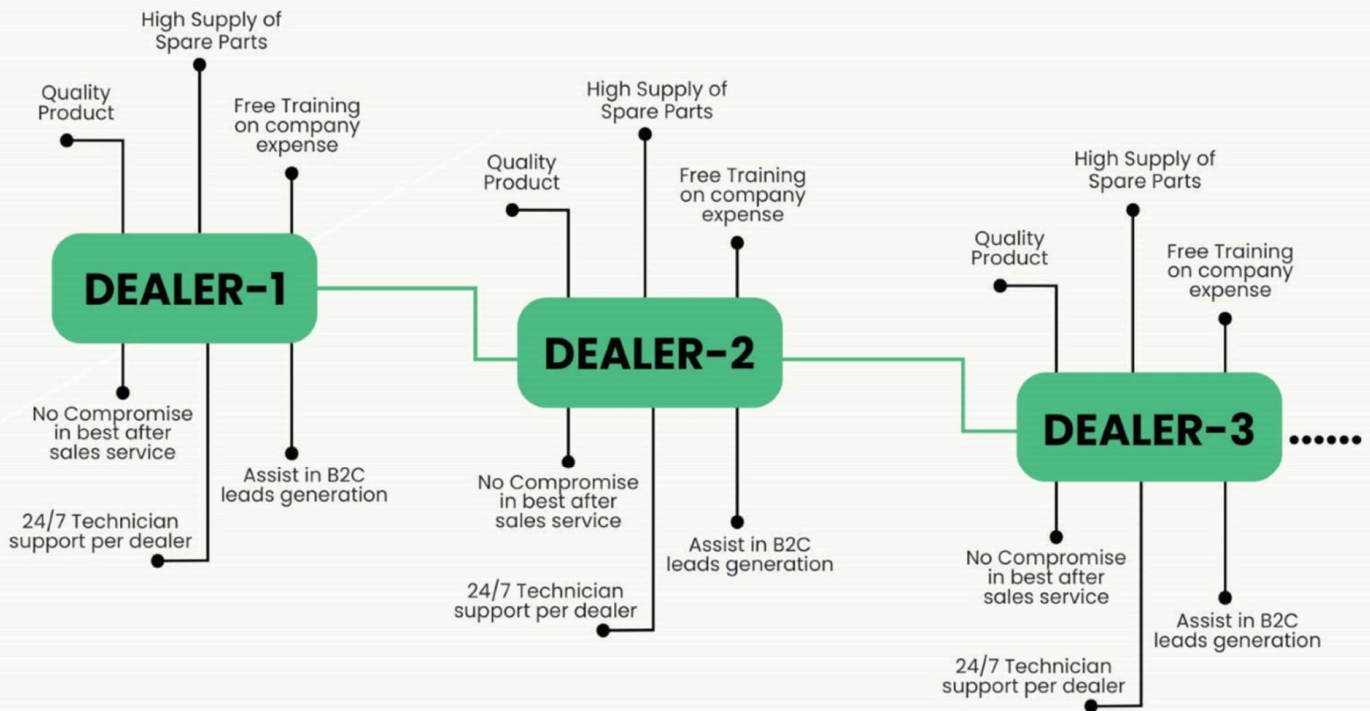 High Supply of
Spare Parts
Quality
Product
Free Training
on company
expense
DEALER-1
No Compromise
in best after
sales service
Assist in B2C
leads generation
24/7 Technician
support per dealer
High Supply of
Spare Parts
Quality
Product
Free Training
on company
expense
DEALER-2
No Compromise
in best after
sales service
Assist in B2C
leads generation
24/7 Technician
support per dealer
High Supply of
Spare Parts
Quality
Product
Free Training
on company
expense
DEALER-3
No Compromise
in best after
sales service
Assist in B2C
leads generation
24/7 Technician
support per dealer